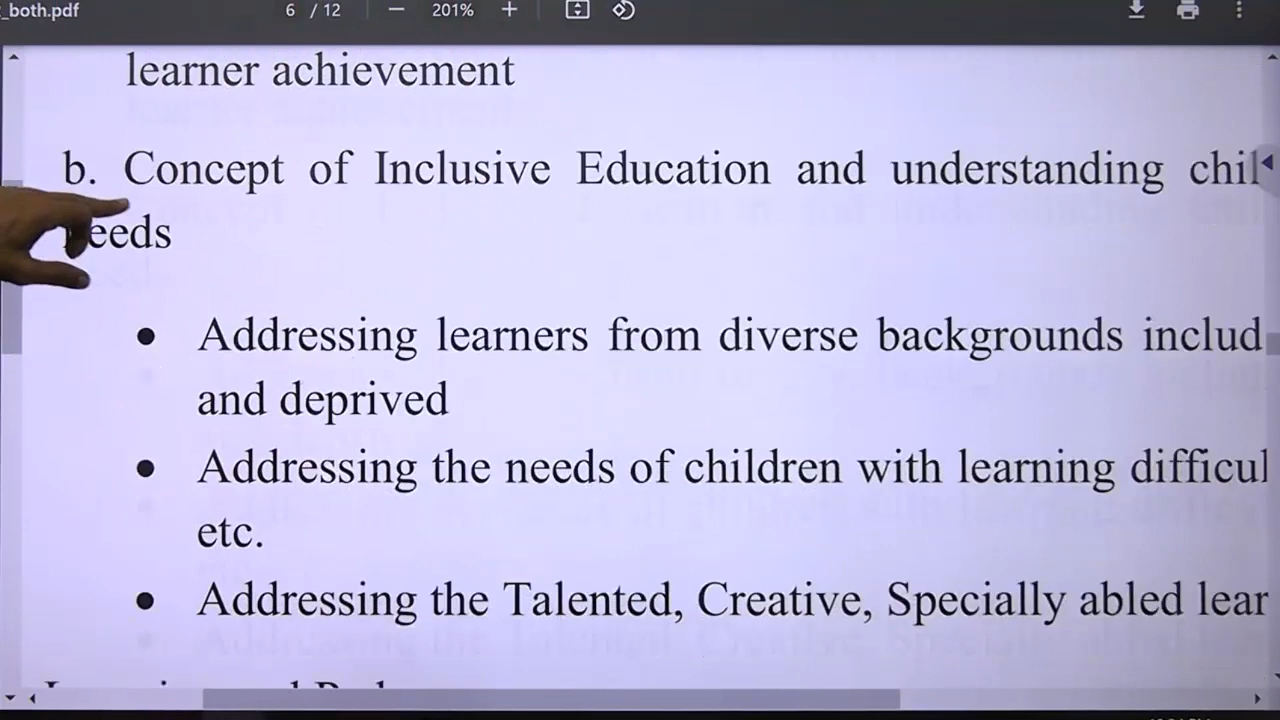 _both.pdf
6 / 12
201%
learner achievement
b. Concept of Inclusive Education and understanding chil
needs
Addressing learners from diverse backgrounds includ
and deprived
Addressing the needs of children with learning difficul
etc.
Addressing the Talented, Creative, Specially abled lear